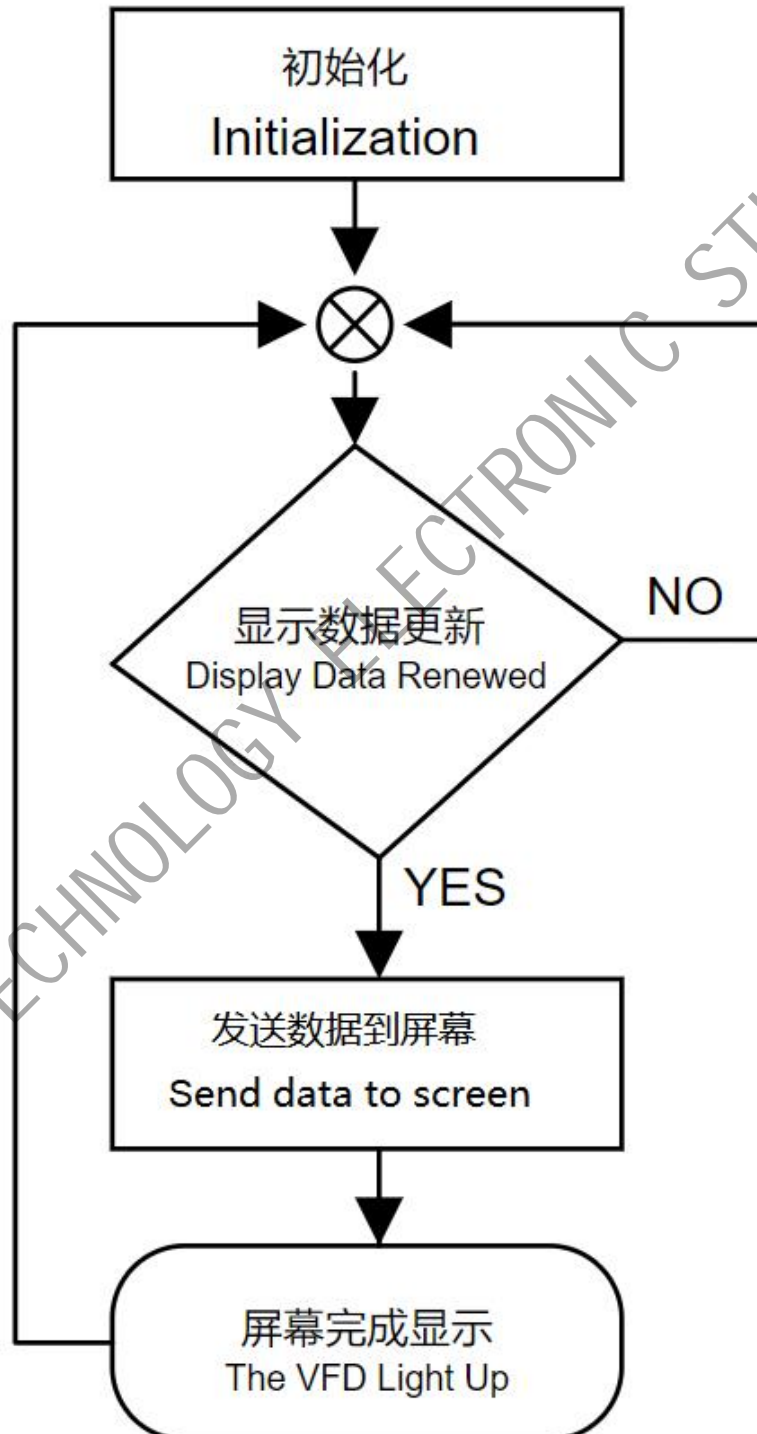 初始化
Initialization
显示数据更新
Display Data Renewed
NO
YES
发送数据到屏幕
Send data to screen
屏幕完成显示
The VFD Light Up
ELECTRONIC